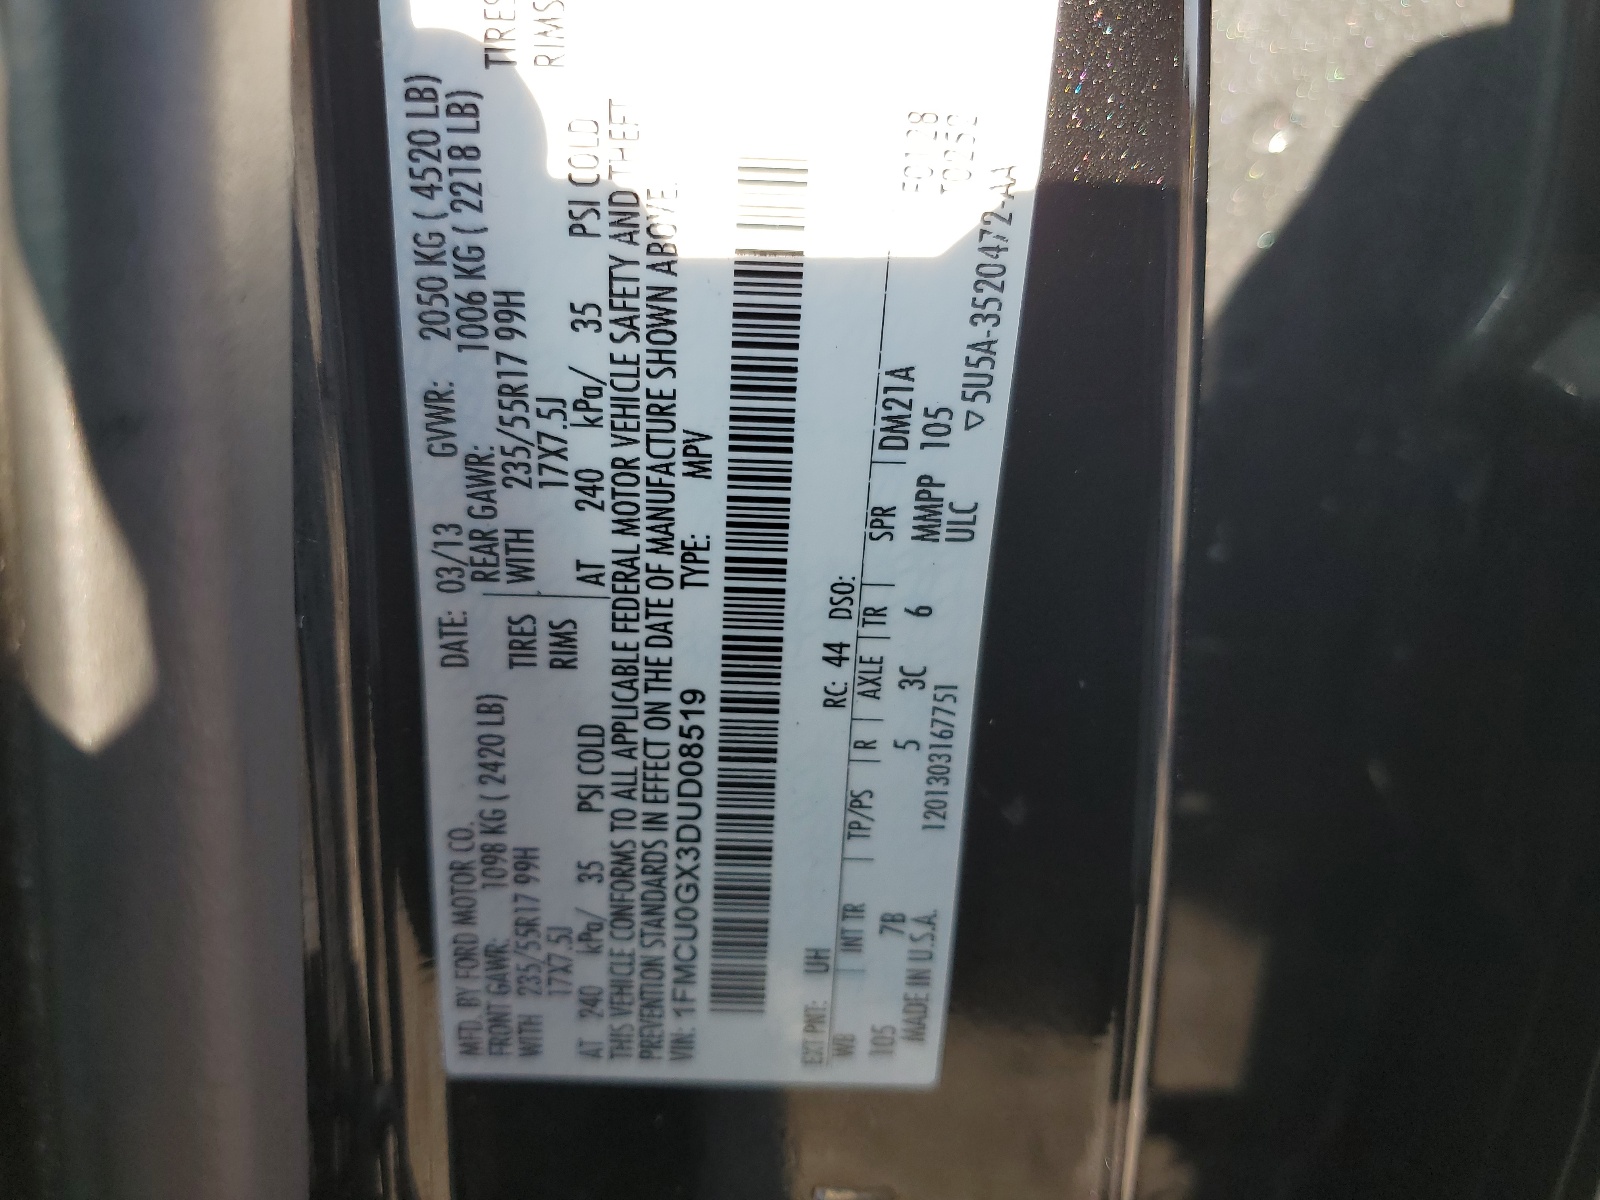 MFD. BY FORD MOTOR CO.
DATE: 03/13 GVWR: 2050 KG ( 4520 LB)
FRONT GAWR: 1098 KG ( 2420 LB) REAR GAWR: 1006 KG ( 2218 LB)
WITH 235/55R17 99H TIRES WITH 235/55R17 99H TIRES
17X7.5J RIMS 17X7.5J RIMS
AT 240 kPa/ 35 PSI COLD AT 240 kPa/ 35 PSI COLD
THIS VEHICLE CONFORMS TO ALL APPLICABLE FEDERAL MOTOR VEHICLE SAFETY AND THEFT
PREVENTION STANDARDS IN EFFECT ON THE DATE OF MANUFACTURE SHOWN ABOVE.
VIN: 1FMCU0GX3DUD08519 TYPE: MPV
EXT PNT: UH RC: 44 DSO:
WB INT TR TP/PS R AXLE TR SPR DM21A
105 7B 5 3C 6 MMPP 105
MADE IN U.S.A. 1201303167751 ULC
▽5U5A-3520472-AA